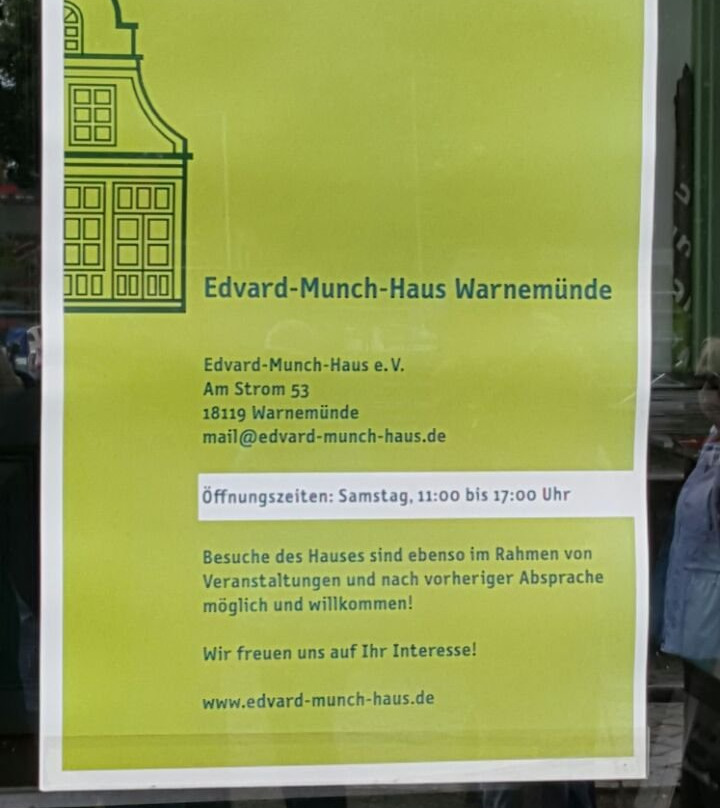 Edvard-Munch-Haus Warnemünde
Edvard-Munch-Haus e.V.
Am Strom 53
18119 Warnemünde
mail@edvard-munch-haus.de
Öffnungszeiten: Samstag, 11:00 bis 17:00 Uhr
Besuche des Hauses sind ebenso im Rahmen von
Veranstaltungen und nach vorheriger Absprache
möglich und willkommen!
Wir freuen uns auf Ihr Interesse!
www.edvard-munch-haus.de